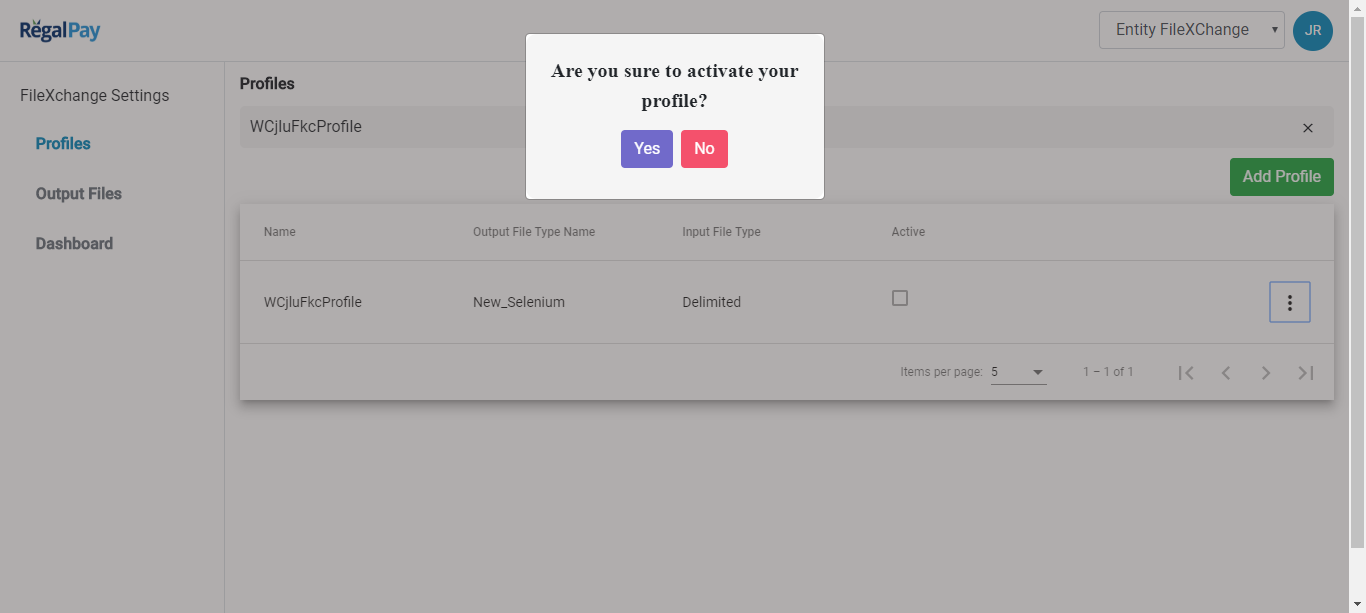 RegalPay
Entity FileXChange
JR
Are you sure to activate your
profile?
Yes
No
FileXchange Settings
Profiles
Output Files
Dashboard
Profiles
WCjluFkcProfile
Add Profile
Name
Output File Type Name
Input File Type
Active
WCjluFkcProfile
New_Selenium
Delimited
Items per page:
5
1 – 1 of 1